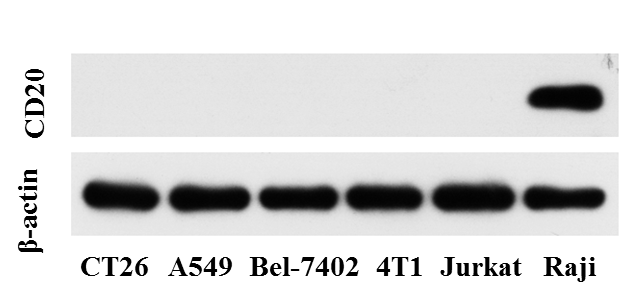 CD20
β-actin
CT26 A549 Bel-7402 4T1 Jurkat Raji